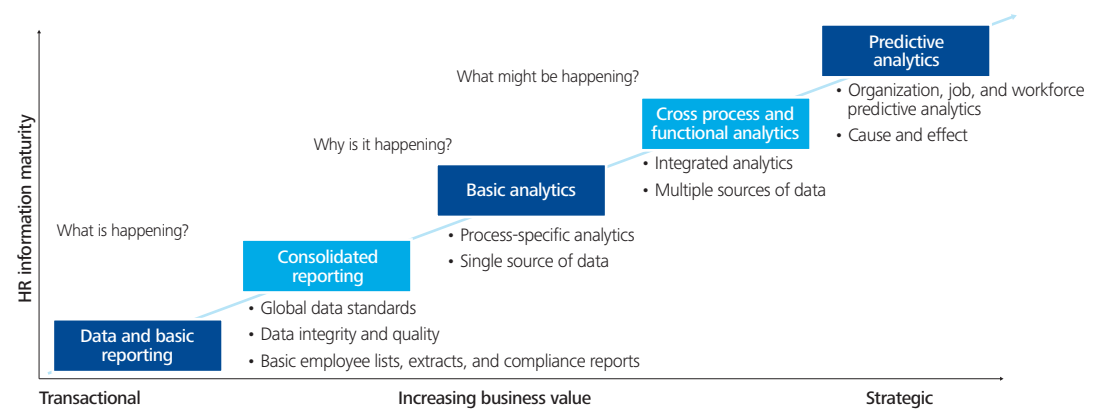 Predictive
analytics
What might be happening?
• Organization, job, and workforce
predictive analytics
• Cause and effect
Cross process and
functional analytics
Why is it happening?
• Integrated analytics
• Multiple sources of data
Basic analytics
What is happening?
• Process-specific analytics
• Single source of data
Consolidated
reporting
• Global data standards
• Data integrity and quality
• Basic employee lists, extracts, and compliance reports
Data and basic
reporting
HR information maturity
Transactional
Increasing business value
Strategic